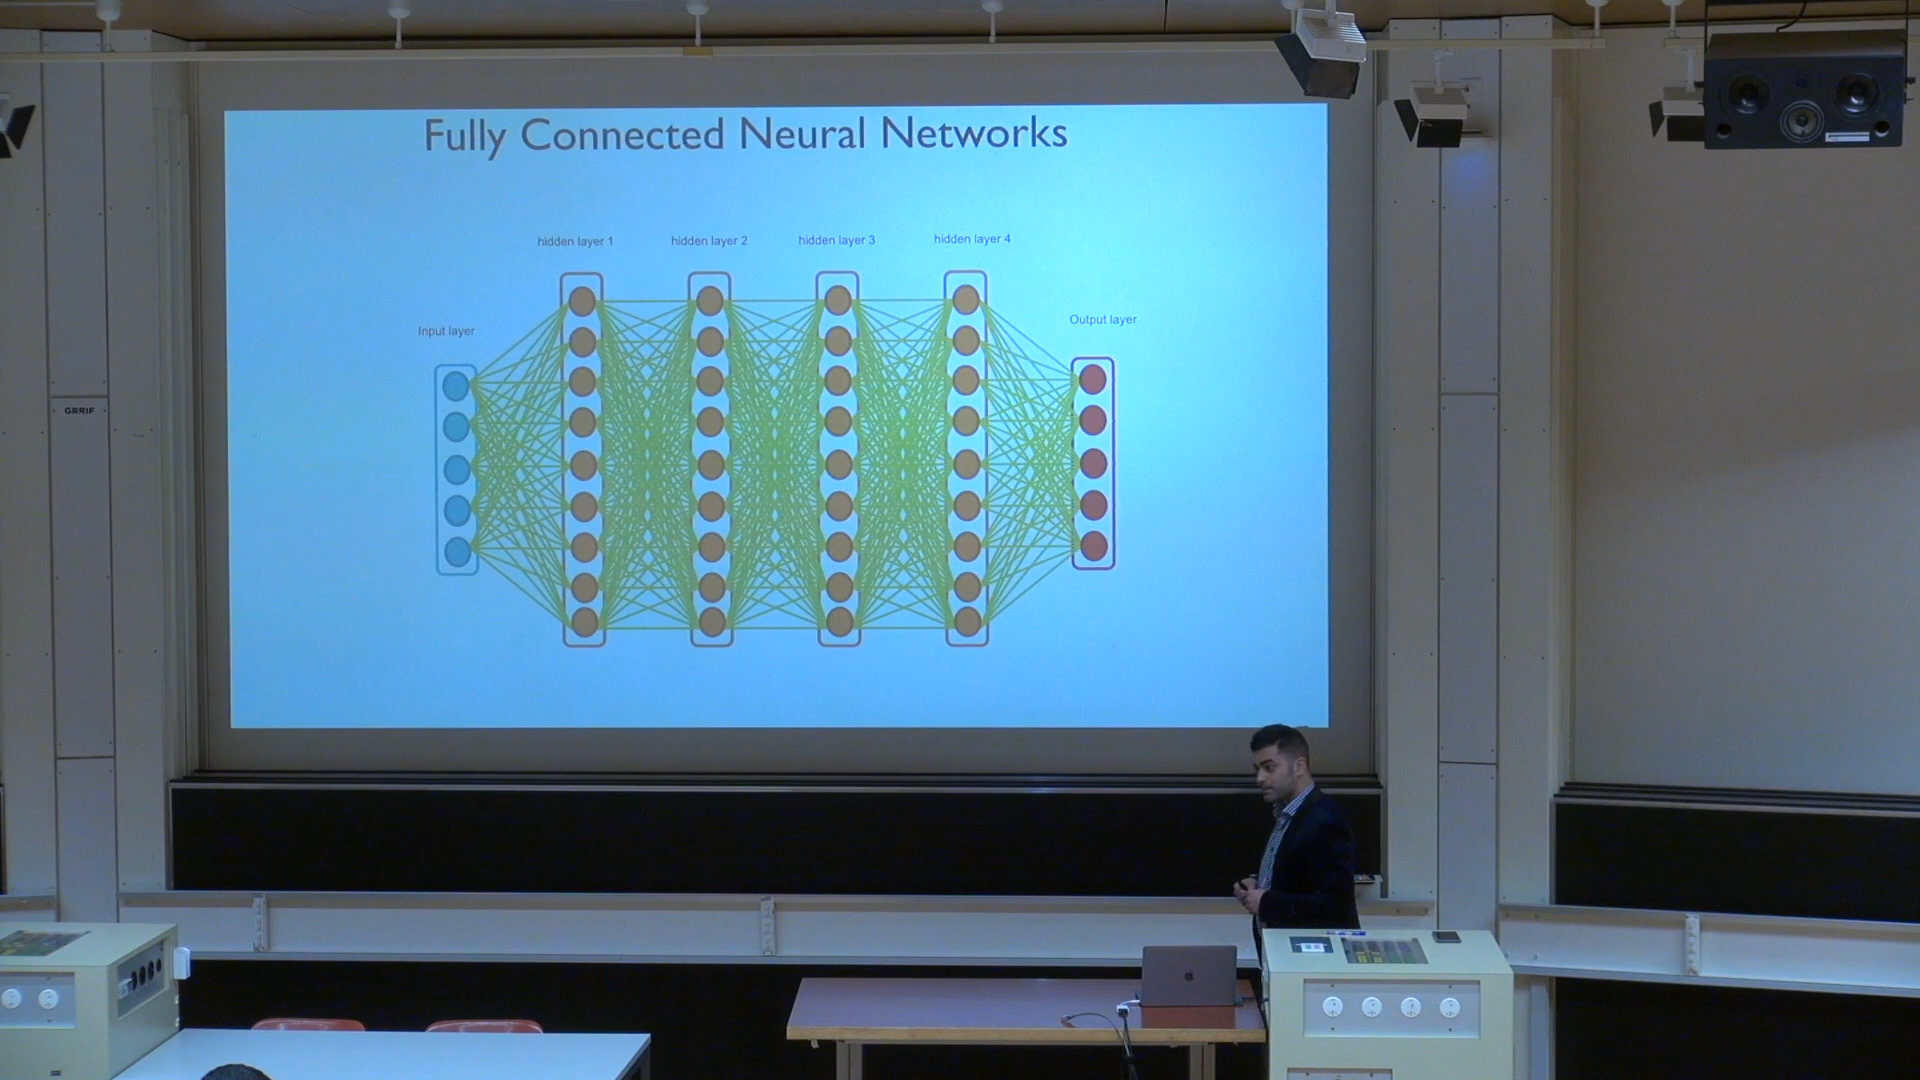 Fully Connected Neural Networks
hidden layer 1
hidden layer 2
hidden layer 3
hidden layer 4
Input layer
Output layer
GRRIF